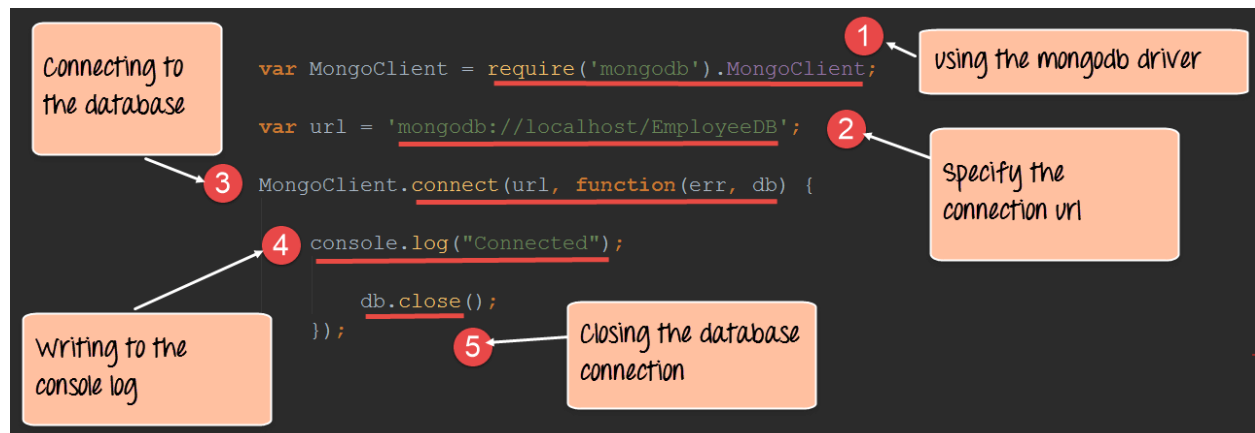 Connecting to
the database
1
using the mongodb driver
var MongoClient = require('mongodb').MongoClient;
var url = 'mongodb://localhost/EmployeeDB';
2
Specify the
connection url
3
MongoClient.connect(url, function(err, db) {
4
console.log("Connected");
db.close();
});
5
Closing the database
connection
Writing to the
console log